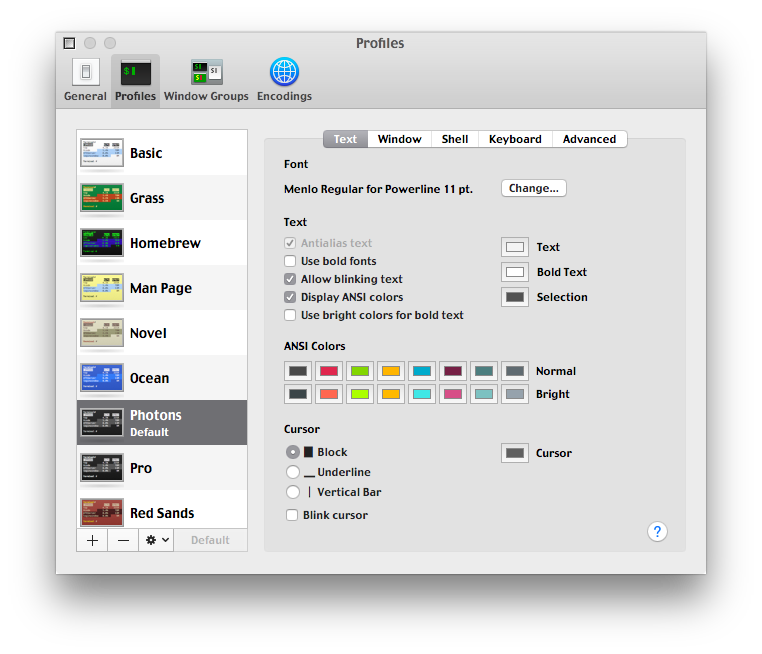 Profiles
General Profiles Window Groups Encodings
Basic
Grass
Homebrew
Man Page
Novel
Ocean
Photons
Default
Pro
Red Sands
Default
Text Window Shell Keyboard Advanced
Font
Menlo Regular for Powerline 11 pt. Change...
Text
Antialias text
Use bold fonts
Allow blinking text
Display ANSI colors
Use bright colors for bold text
Text
Bold Text
Selection
ANSI Colors
Normal
Bright
Cursor
Block
Underline
Vertical Bar
Blink cursor
Cursor
?